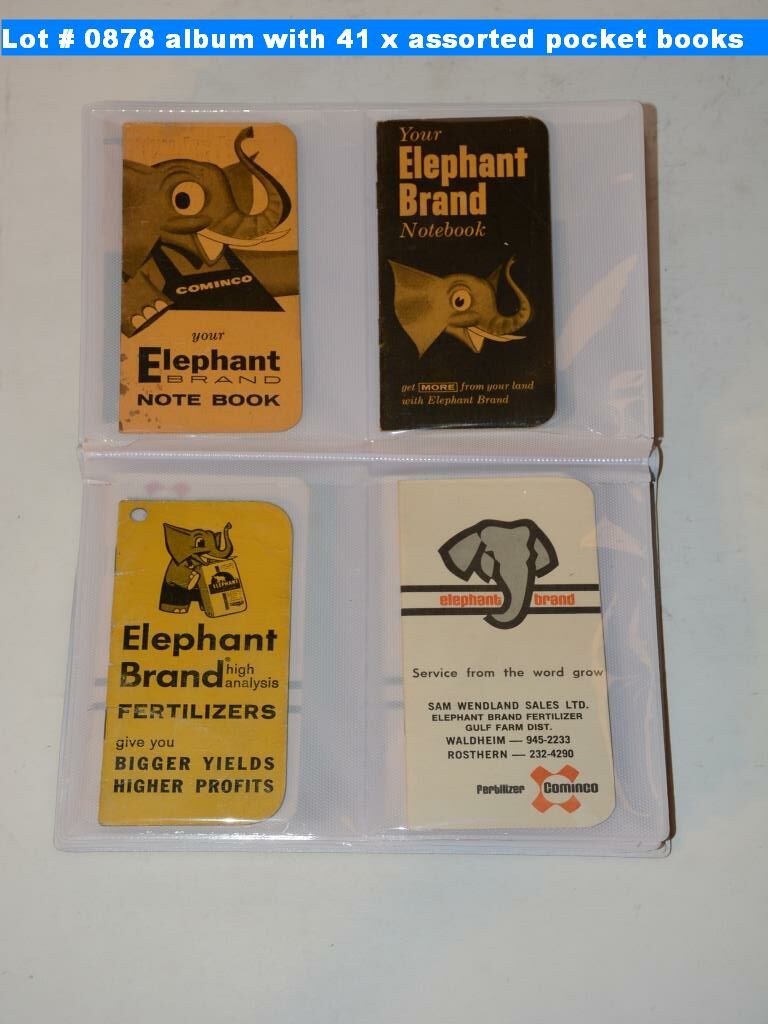 Lot # 0878 album with 41 x assorted pocket books
COMINCO
your
Elephant
BRAND
NOTE BOOK
Your
Elephant
Brand
Notebook
get MORE from your land
with Elephant Brand
ELEPHANT
Elephant
Brand® high
analysis
FERTILIZERS
give you
BIGGER YIELDS
HIGHER PROFITS
elephant brand
Service from the word grow
SAM WENDLAND SALES LTD.
ELEPHANT BRAND FERTILIZER
GULF FARM DIST.
WALDHEIM — 945-2233
ROSTHERN — 232-4290
Fertilizer Cominco